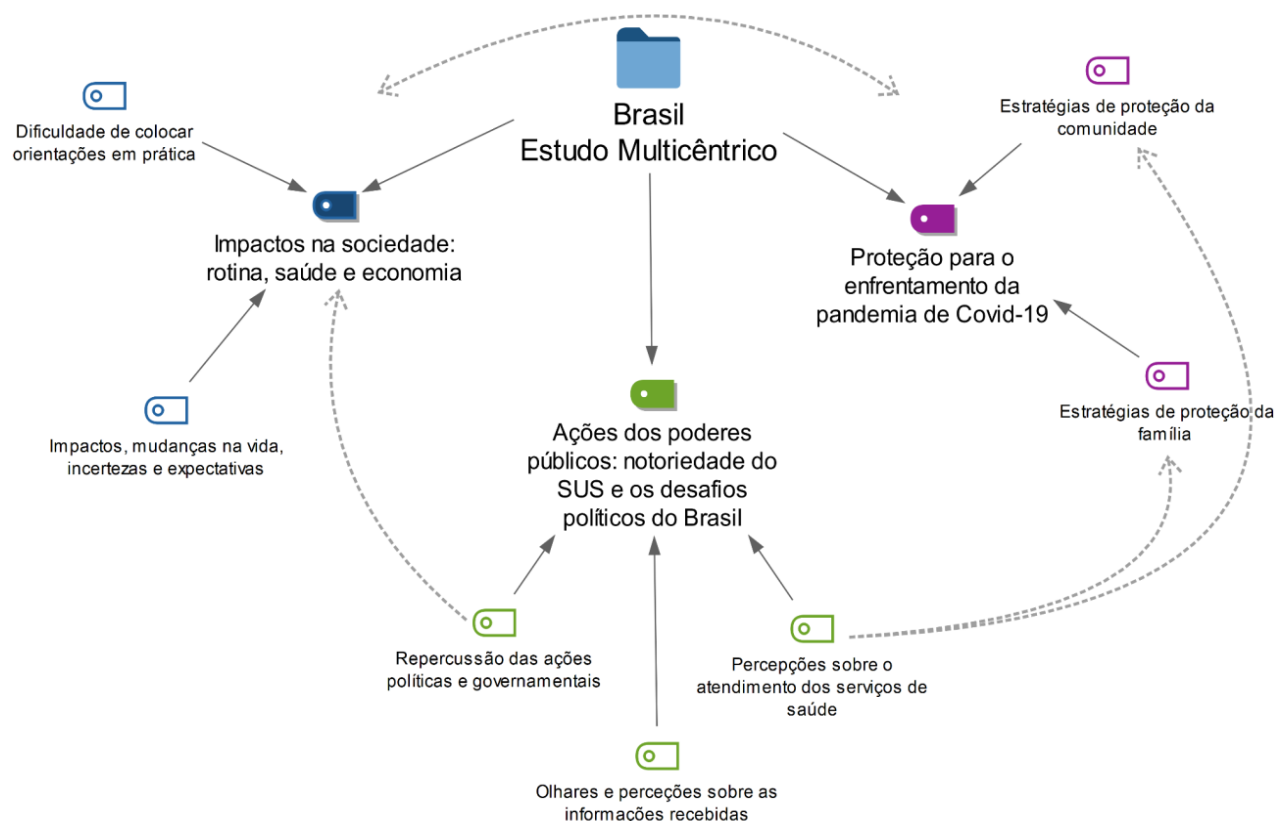 Brasil
Estudo Multicêntrico
Dificuldade de colocar
orientações em prática
Estratégias de proteção da
comunidade
Impactos na sociedade:
rotina, saúde e economia
Proteção para o
enfrentamento da
pandemia de Covid-19
Impactos, mudanças na vida,
incertezas e expectativas
Ações dos poderes
públicos: notoriedade do
SUS e os desafios
políticos do Brasil
Estratégias de proteção da
família
Repercussão das ações
políticas e governamentais
Percepções sobre o
atendimento dos serviços de
saúde
Olhares e perceções sobre as
informacões recebidas